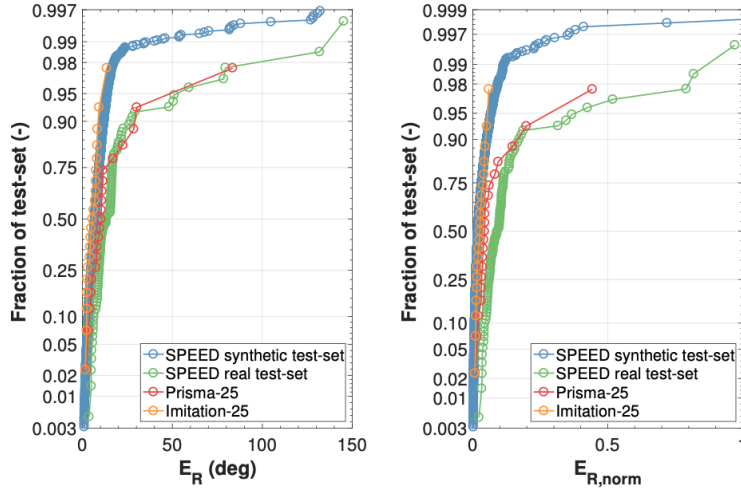 0.997
0.99
0.98
0.95
0.90
0.75
0.50
0.25
0.10
0.05
0.02
0.01
0.003
Fraction of test-set (-)
0
50
100
150
E_R (deg)
SPEED synthetic test-set
SPEED real test-set
Prisma-25
Imitation-25
0.999
0.997
0.99
0.98
0.95
0.90
0.75
0.50
0.25
0.10
0.05
0.02
0.01
0.003
Fraction of test-set (-)
0
0.5
1
E_R,norm
SPEED synthetic test-set
SPEED real test-set
Prisma-25
Imitation-25